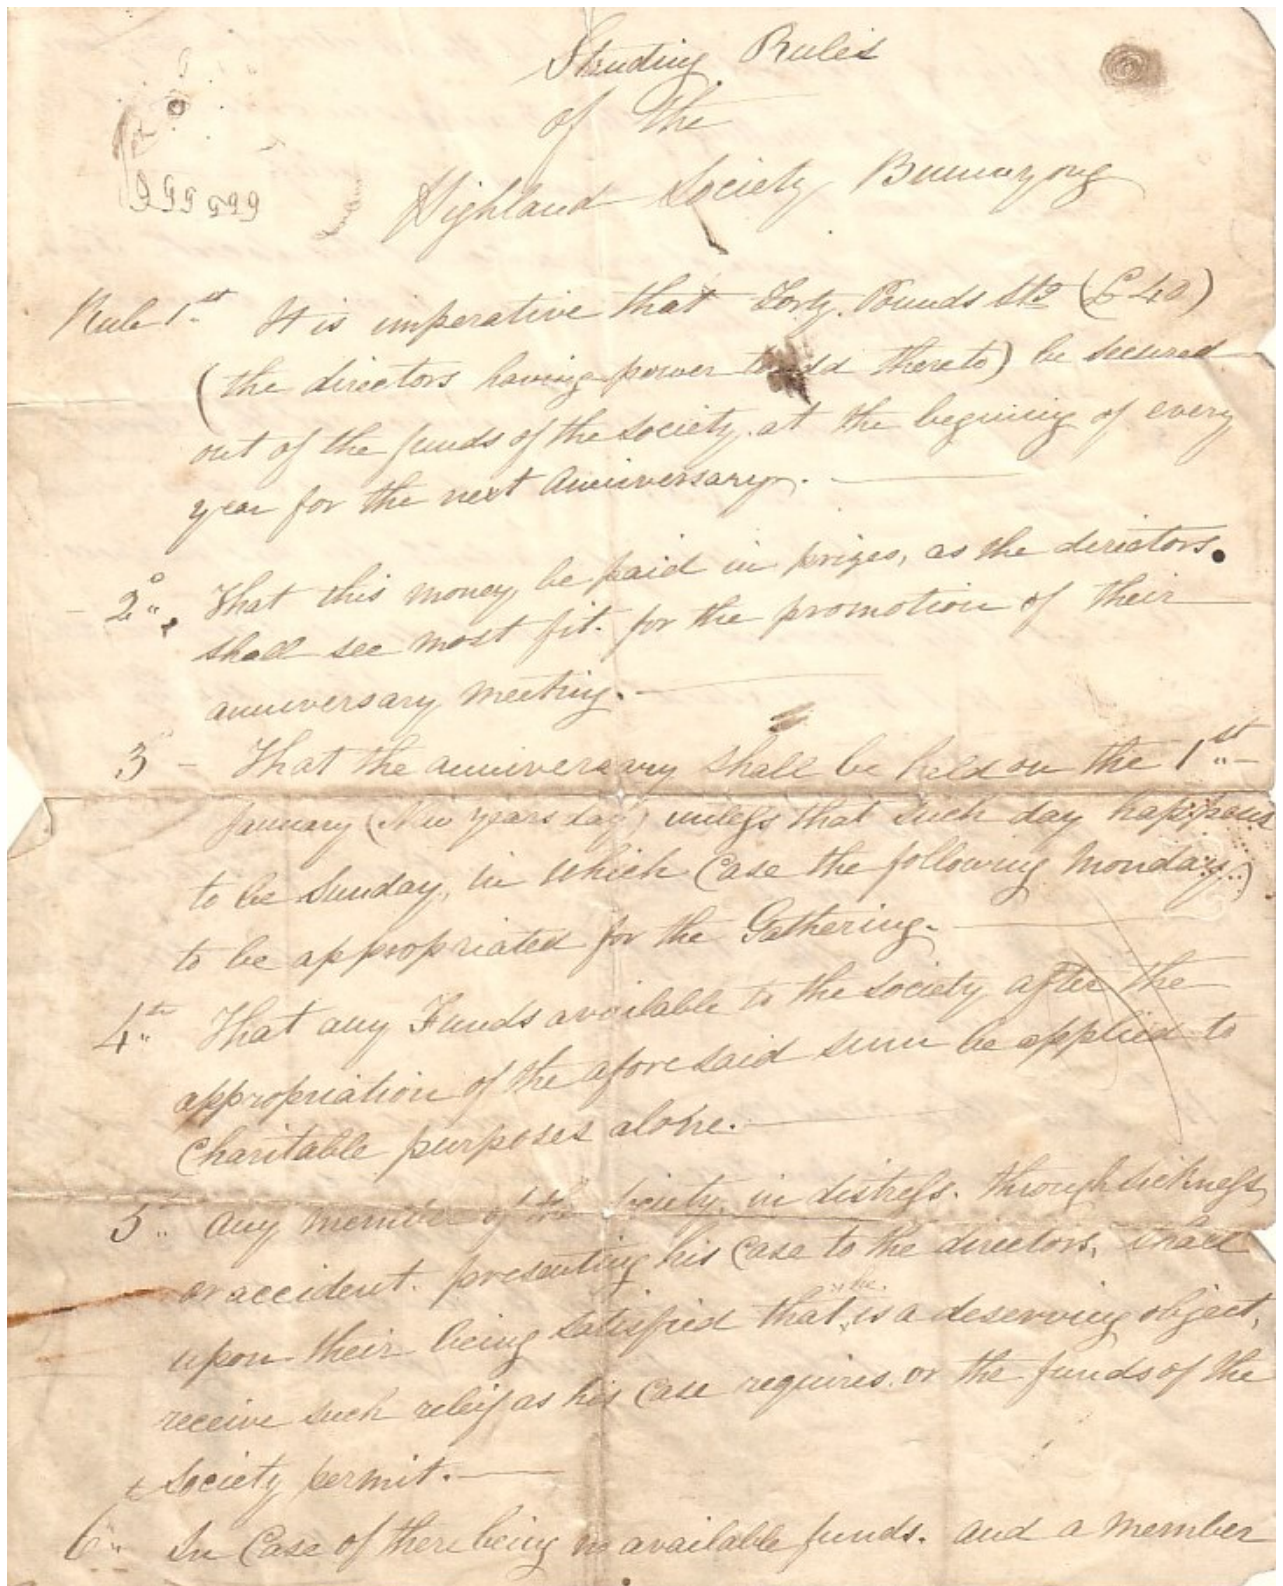 Standing Rules
of the
Highland Society Buninyong
Rule 1st It is imperative that Forty Pounds Stg (£40)
(the directors having power to add thereto) be secured
out of the funds of the society at the begining of every
year for the next Anniversary.
2° That this money be paid in prizes, as the directors.
shall see most fit. for the promotion of their
anniversary meeting.
3 - That the anniversary shall be held on the 1st
January (New years day) unless that such day happens
to be Sunday, in which Case the following Monday)
to be appropriated for the Gathering.
4th That any Funds available to the society after the
appropriation of the aforesaid sum be applied to
Charitable purposes alone.
5 Any member of the Society in distress. through sickness
or accident. presenting his Case to the directors, shall
upon their being satisfied that he is a deserving object,
receive such releif as his Case requires. or the funds of the
Society permit.
6 In Case of there being no available funds. and a member